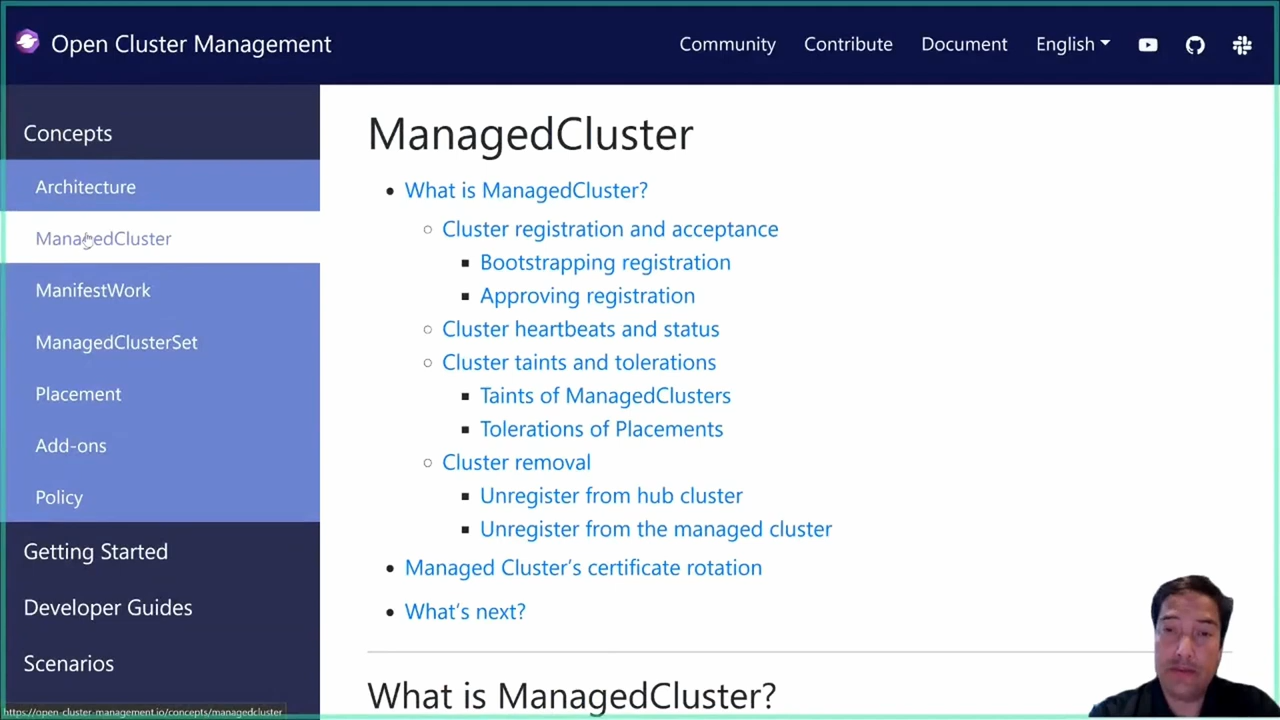 Open Cluster Management
Community
Contribute
Document
English
Concepts
Architecture
ManagedCluster
ManifestWork
ManagedClusterSet
Placement
Add-ons
Policy
Getting Started
Developer Guides
Scenarios
https://open-cluster-management.io/concepts/managedcluster
ManagedCluster
What is ManagedCluster?
Cluster registration and acceptance
Bootstrapping registration
Approving registration
Cluster heartbeats and status
Cluster taints and tolerations
Taints of ManagedClusters
Tolerations of Placements
Cluster removal
Unregister from hub cluster
Unregister from the managed cluster
Managed Cluster’s certificate rotation
What’s next?
What is ManagedCluster?